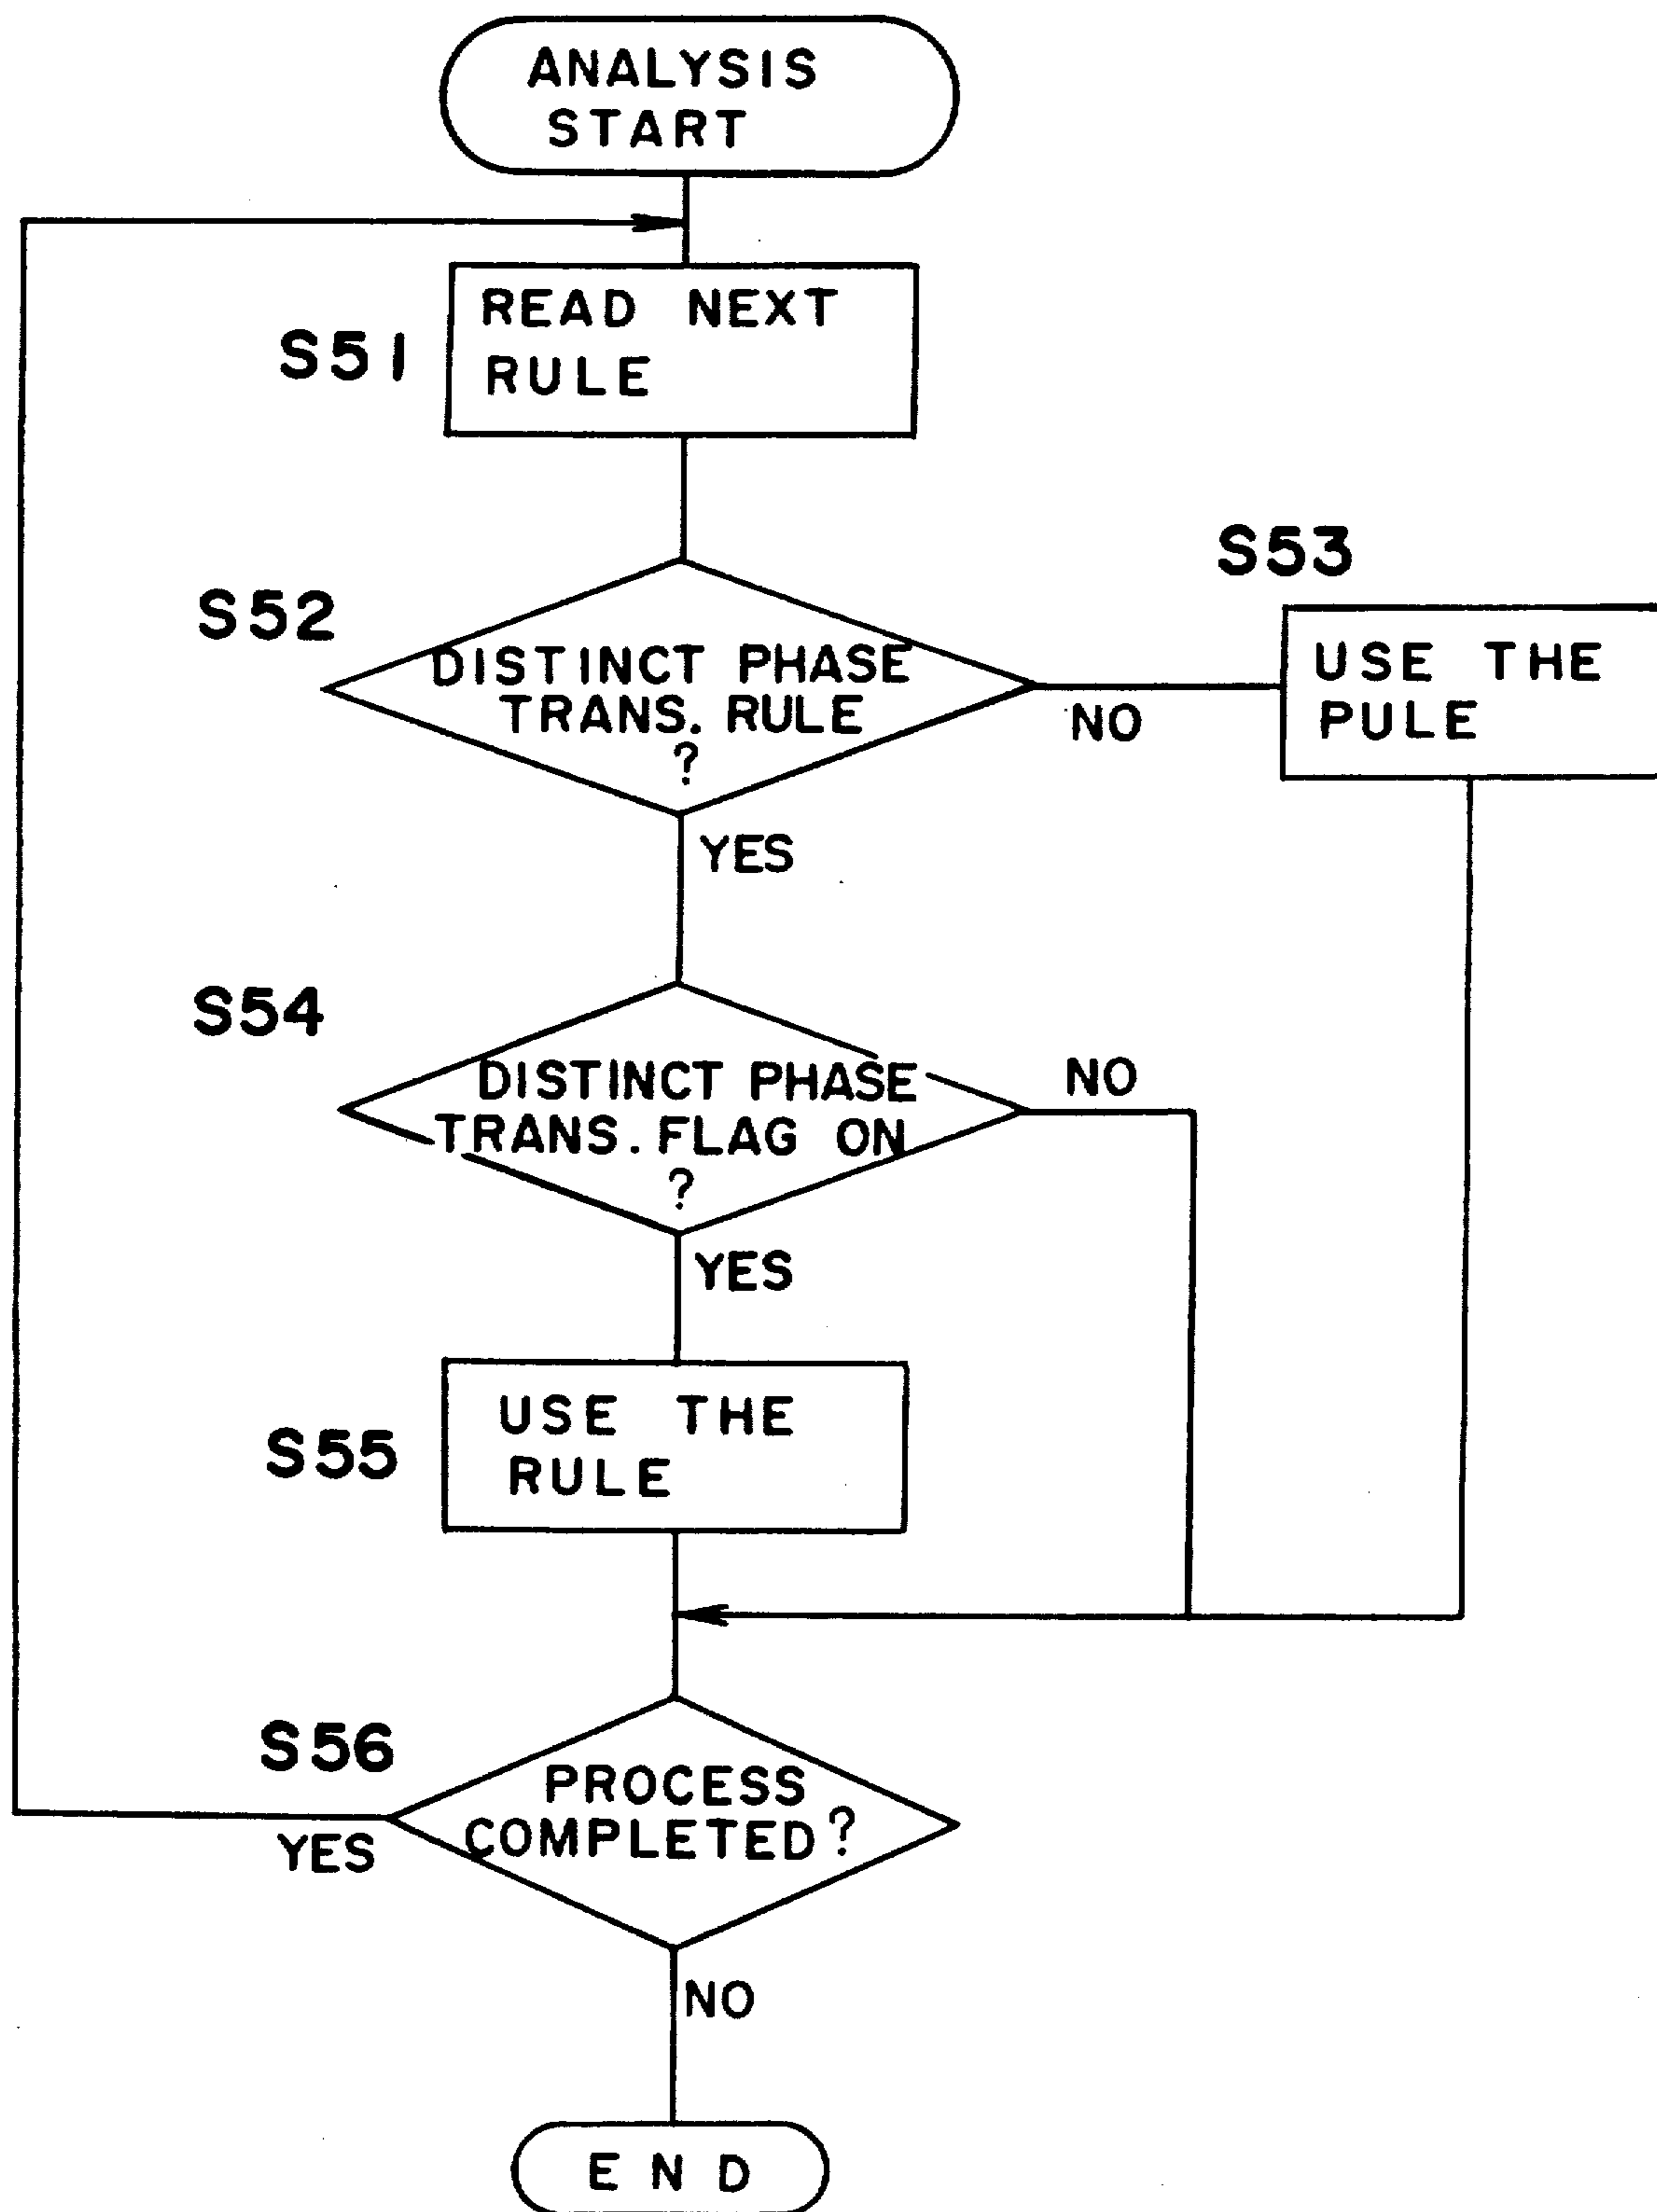 ANALYSIS
START
S51
READ NEXT
RULE
S52
DISTINCT PHASE
TRANS. RULE
?
NO
S53
USE THE
PULE
YES
S54
DISTINCT PHASE
TRANS. FLAG ON
?
NO
YES
S55
USE THE
RULE
S56
PROCESS
COMPLETED?
YES
NO
END